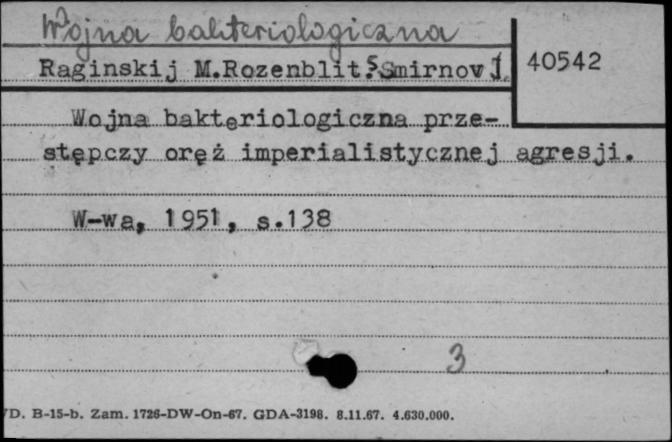 Wojna bakteriologiczna
Raginskij M.Rozenblit.S Smirnov J
40542
Wojna bakteriologiczna prze-
stępczy oręż imperialistycznej agresji.
W-wa, 1951, s.138
3
D. B-15-b. Zam. 1726-DW-On-67. GDA-3198. 8.11.67. 4.630.000.